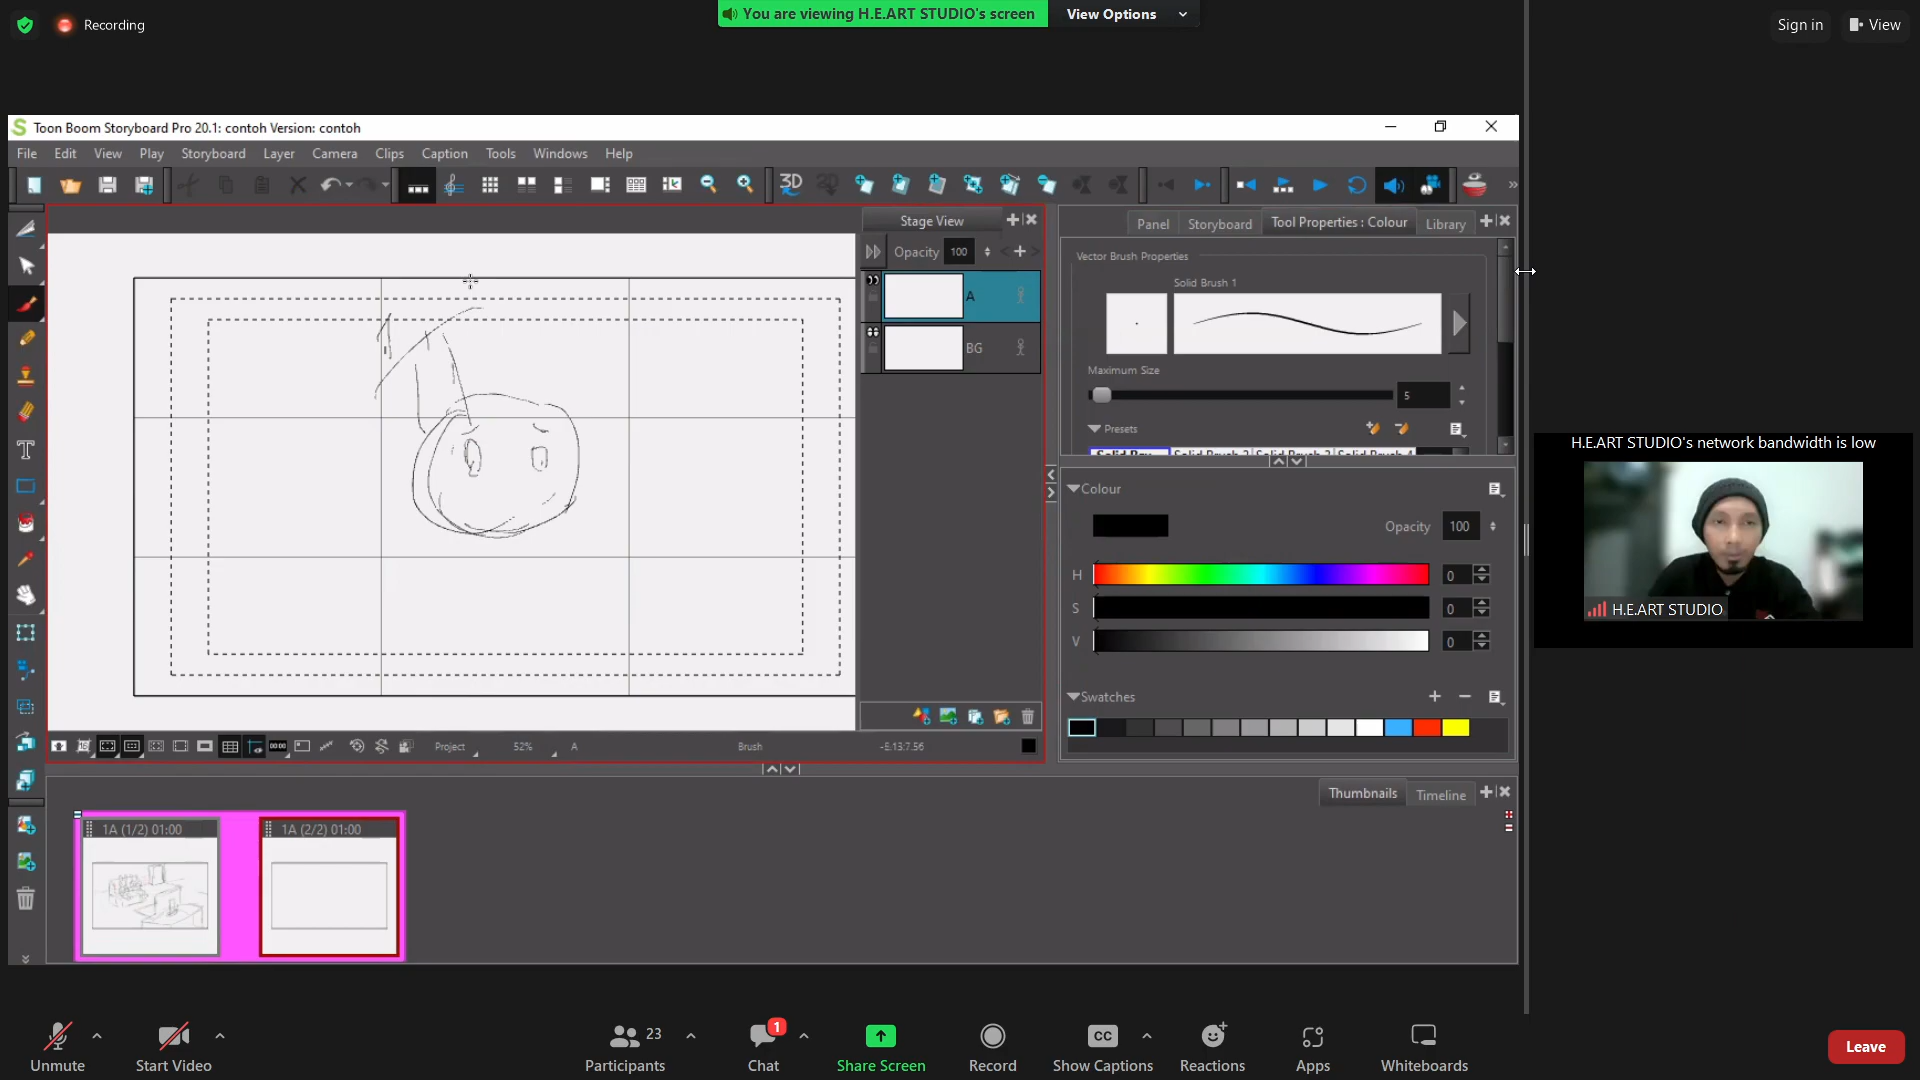 Recording
You are viewing H.E.ART STUDIO's screen
View Options
Sign in
View
Toon Boom Storyboard Pro 20.1: contoh Version: contoh
File Edit View Play Storyboard Layer Camera Clips Caption Tools Windows Help
3D
Stage View
Opacity 100
A
BG
Panel Storyboard Tool Properties : Colour Library
Vector Brush Properties
Solid Brush 1
Maximum Size
5
Presets
Colour
Opacity 100
H 0
S 0
V 0
Swatches
Project 52% A Brush
Thumbnails Timeline
1A (1/2) 01:00
1A (2/2) 01:00
H.E.ART STUDIO's network bandwidth is low
H.E.ART STUDIO
Unmute
Start Video
Participants 23
Chat 1
Share Screen
Record
CC
Show Captions
Reactions
Apps
Whiteboards
Leave